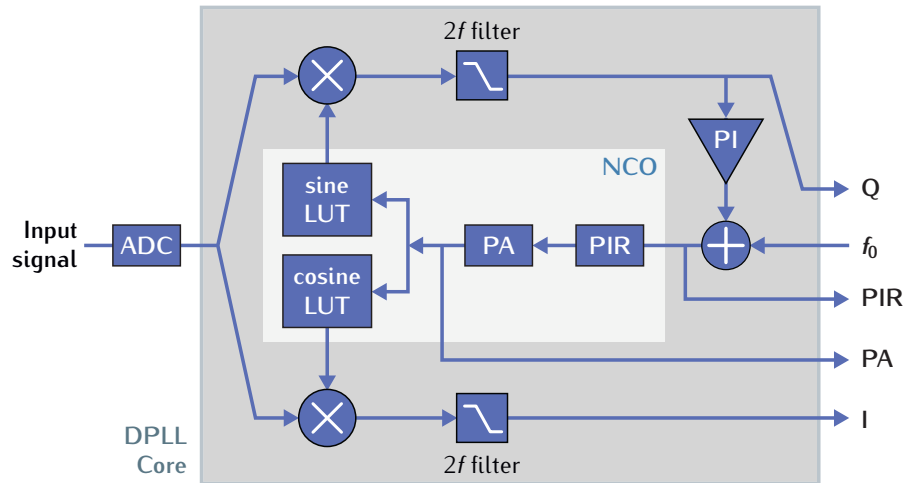 2f filter
PI
NCO
sine
LUT
Q
Input
signal
ADC
PA
PIR
f₀
cosine
LUT
PIR
PA
I
DPLL
Core
2f filter